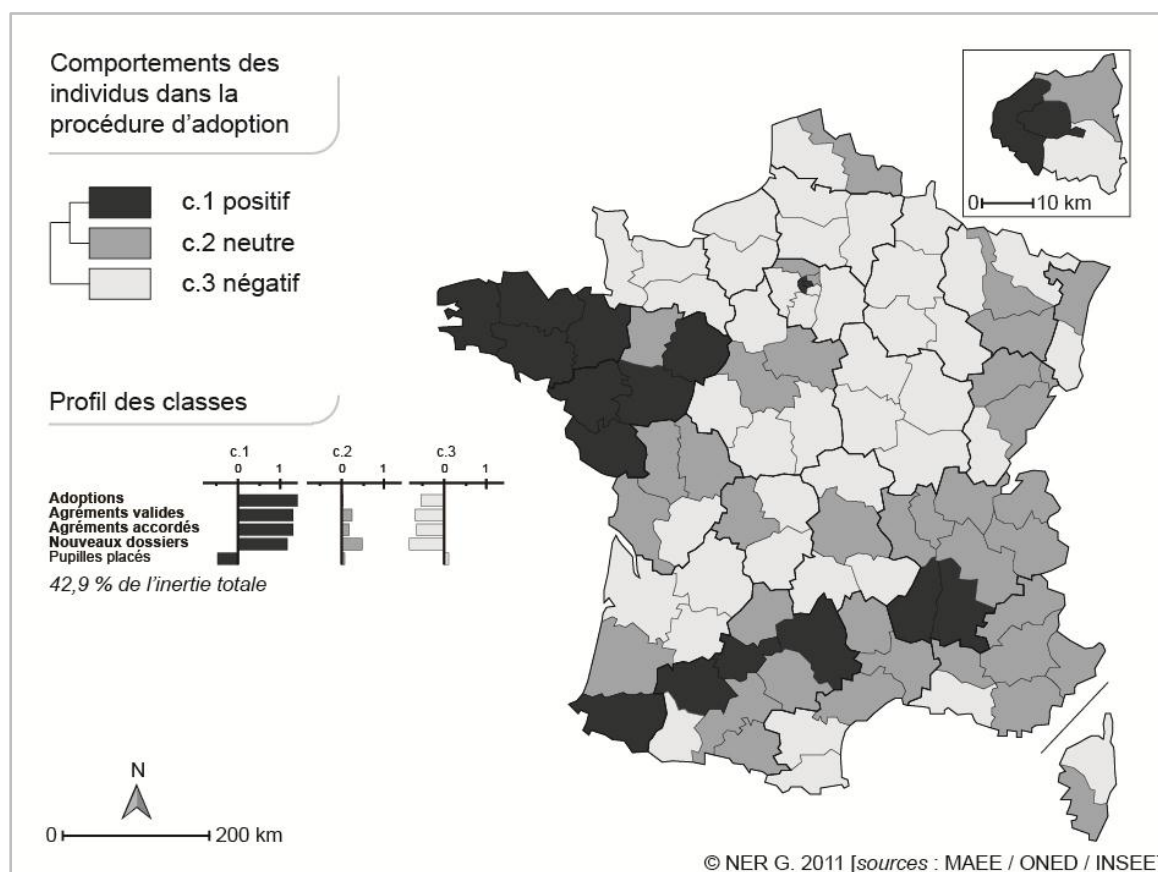 Comportements des
individus dans la
procédure d'adoption
c.1 positif
c.2 neutre
c.3 négatif
Profil des classes
c.1 c.2 c.3
0 1 0 1 0 1
Adoptions
Agréments valides
Agréments accordés
Nouveaux dossiers
Pupilles placés
42,9 % de l'inertie totale
N
0 200 km
0 10 km
© NER G. 2011 [sources : MAEE / ONED / INSEE